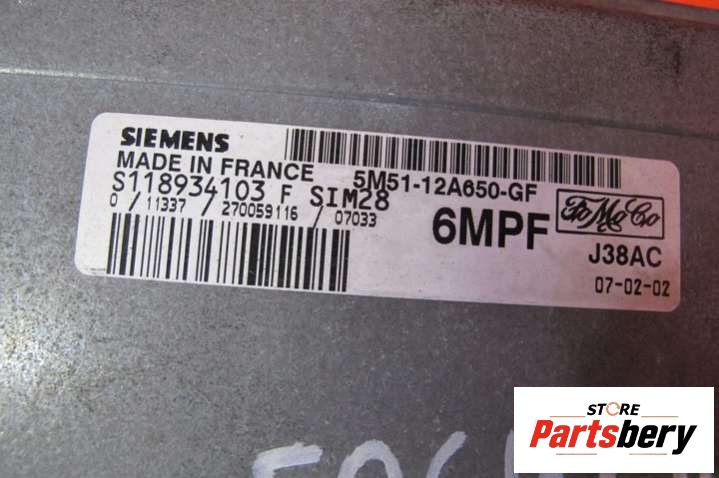 SIEMENS
MADE IN FRANCE 5M51-12A650-GF
S118934103 F SIM28
0 / 11337 / 270059116 / 07033
6MPF FoMoCo
J38AC
07-02-02
STORE
Partsbery